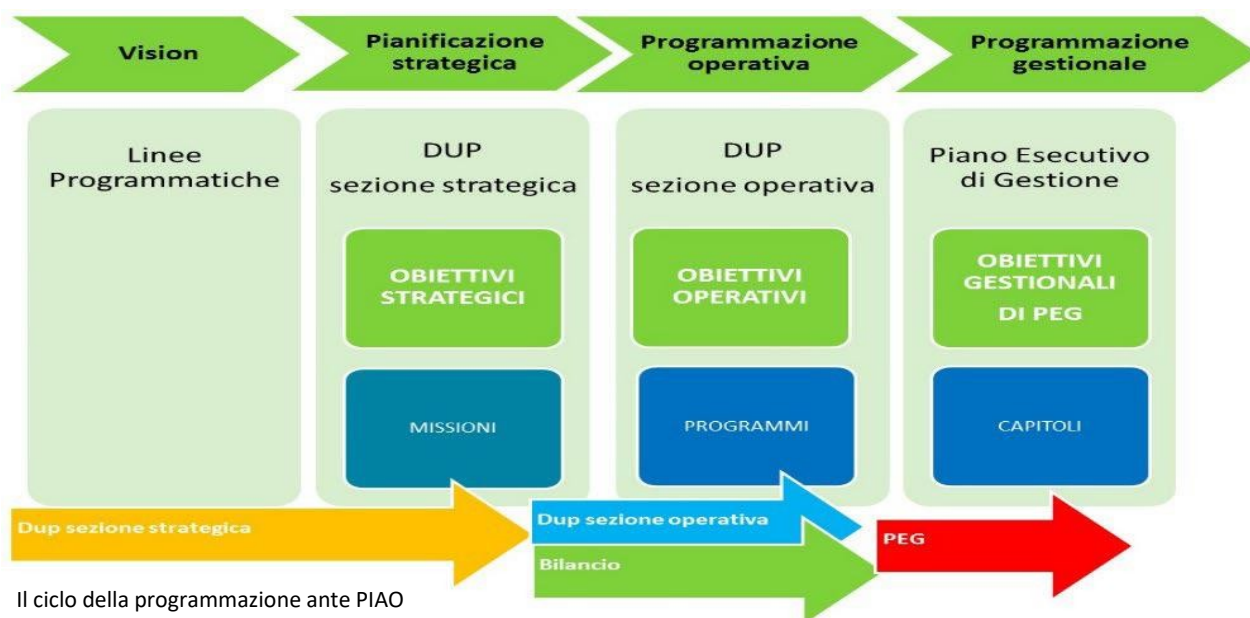 Vision
Pianificazione
strategica
Programmazione
operativa
Programmazione
gestionale
Linee
Programmatiche
DUP
sezione strategica
DUP
sezione operativa
Piano Esecutivo
di Gestione
OBIETTIVI
STRATEGICI
OBIETTIVI
OPERATIVI
OBIETTIVI
GESTIONALI
DI PEG
MISSIONI
PROGRAMMI
CAPITOLI
Dup sezione strategica
Dup sezione operativa
Bilancio
PEG
Il ciclo della programmazione ante PIAO